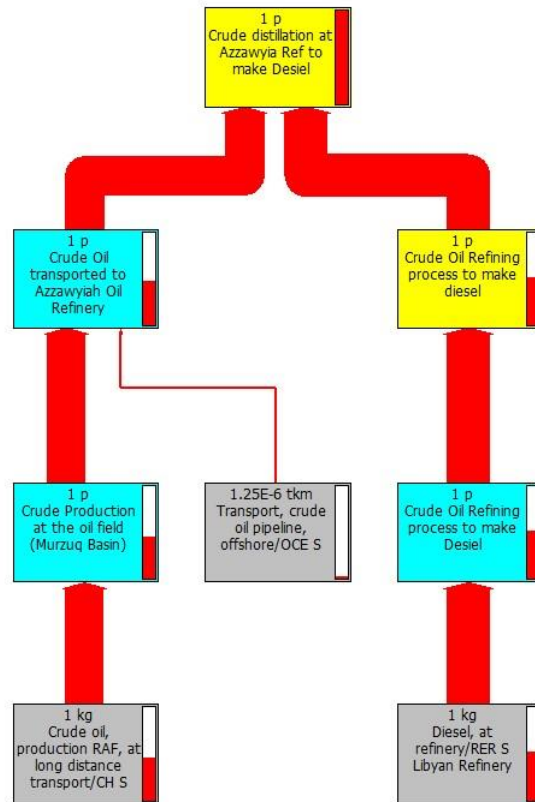 1 p
Crude distillation at
Azzawyia Ref to
make Desiel
1 p
Crude Oil
transported to
Azzawyiah Oil
Refinery
1 p
Crude Oil Refining
process to make
diesel
1 p
Crude Production
at the oil field
(Murzuq Basin)
1.25E-6 tkm
Transport, crude
oil pipeline,
offshore/OCE S
1 p
Crude Oil Refining
process to make
Desiel
1 kg
Crude oil,
production RAF, at
long distance
transport/CH S
1 kg
Diesel, at
refinery/RER S
Libyan Refinery